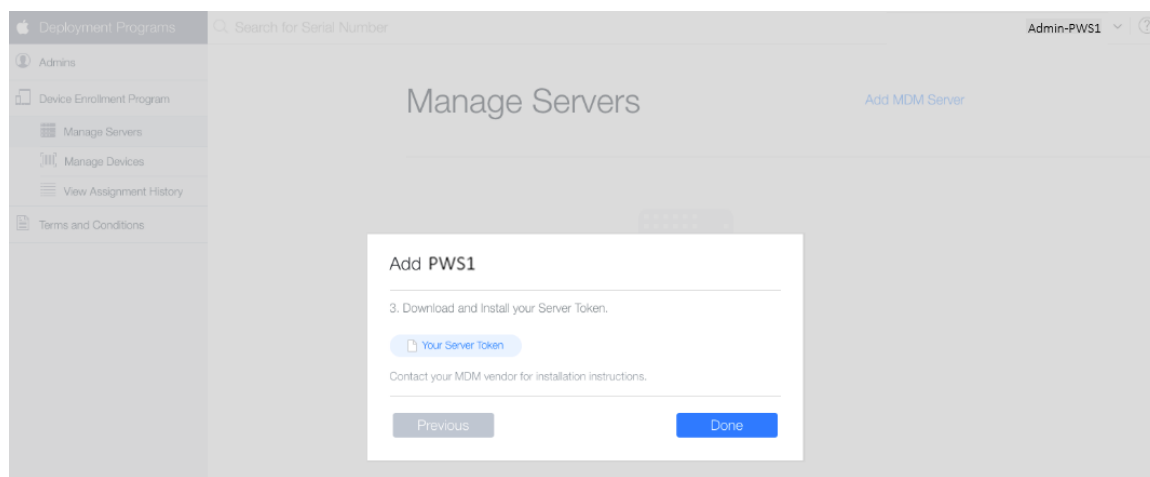 Deployment Programs
Search for Serial Number
Admin-PWS1
Admins
Device Enrollment Program
Manage Servers
Manage Devices
View Assignment History
Terms and Conditions
Manage Servers
Add MDM Server
Add PWS1
3. Download and Install your Server Token.
Your Server Token
Contact your MDM vendor for installation instructions.
Previous
Done